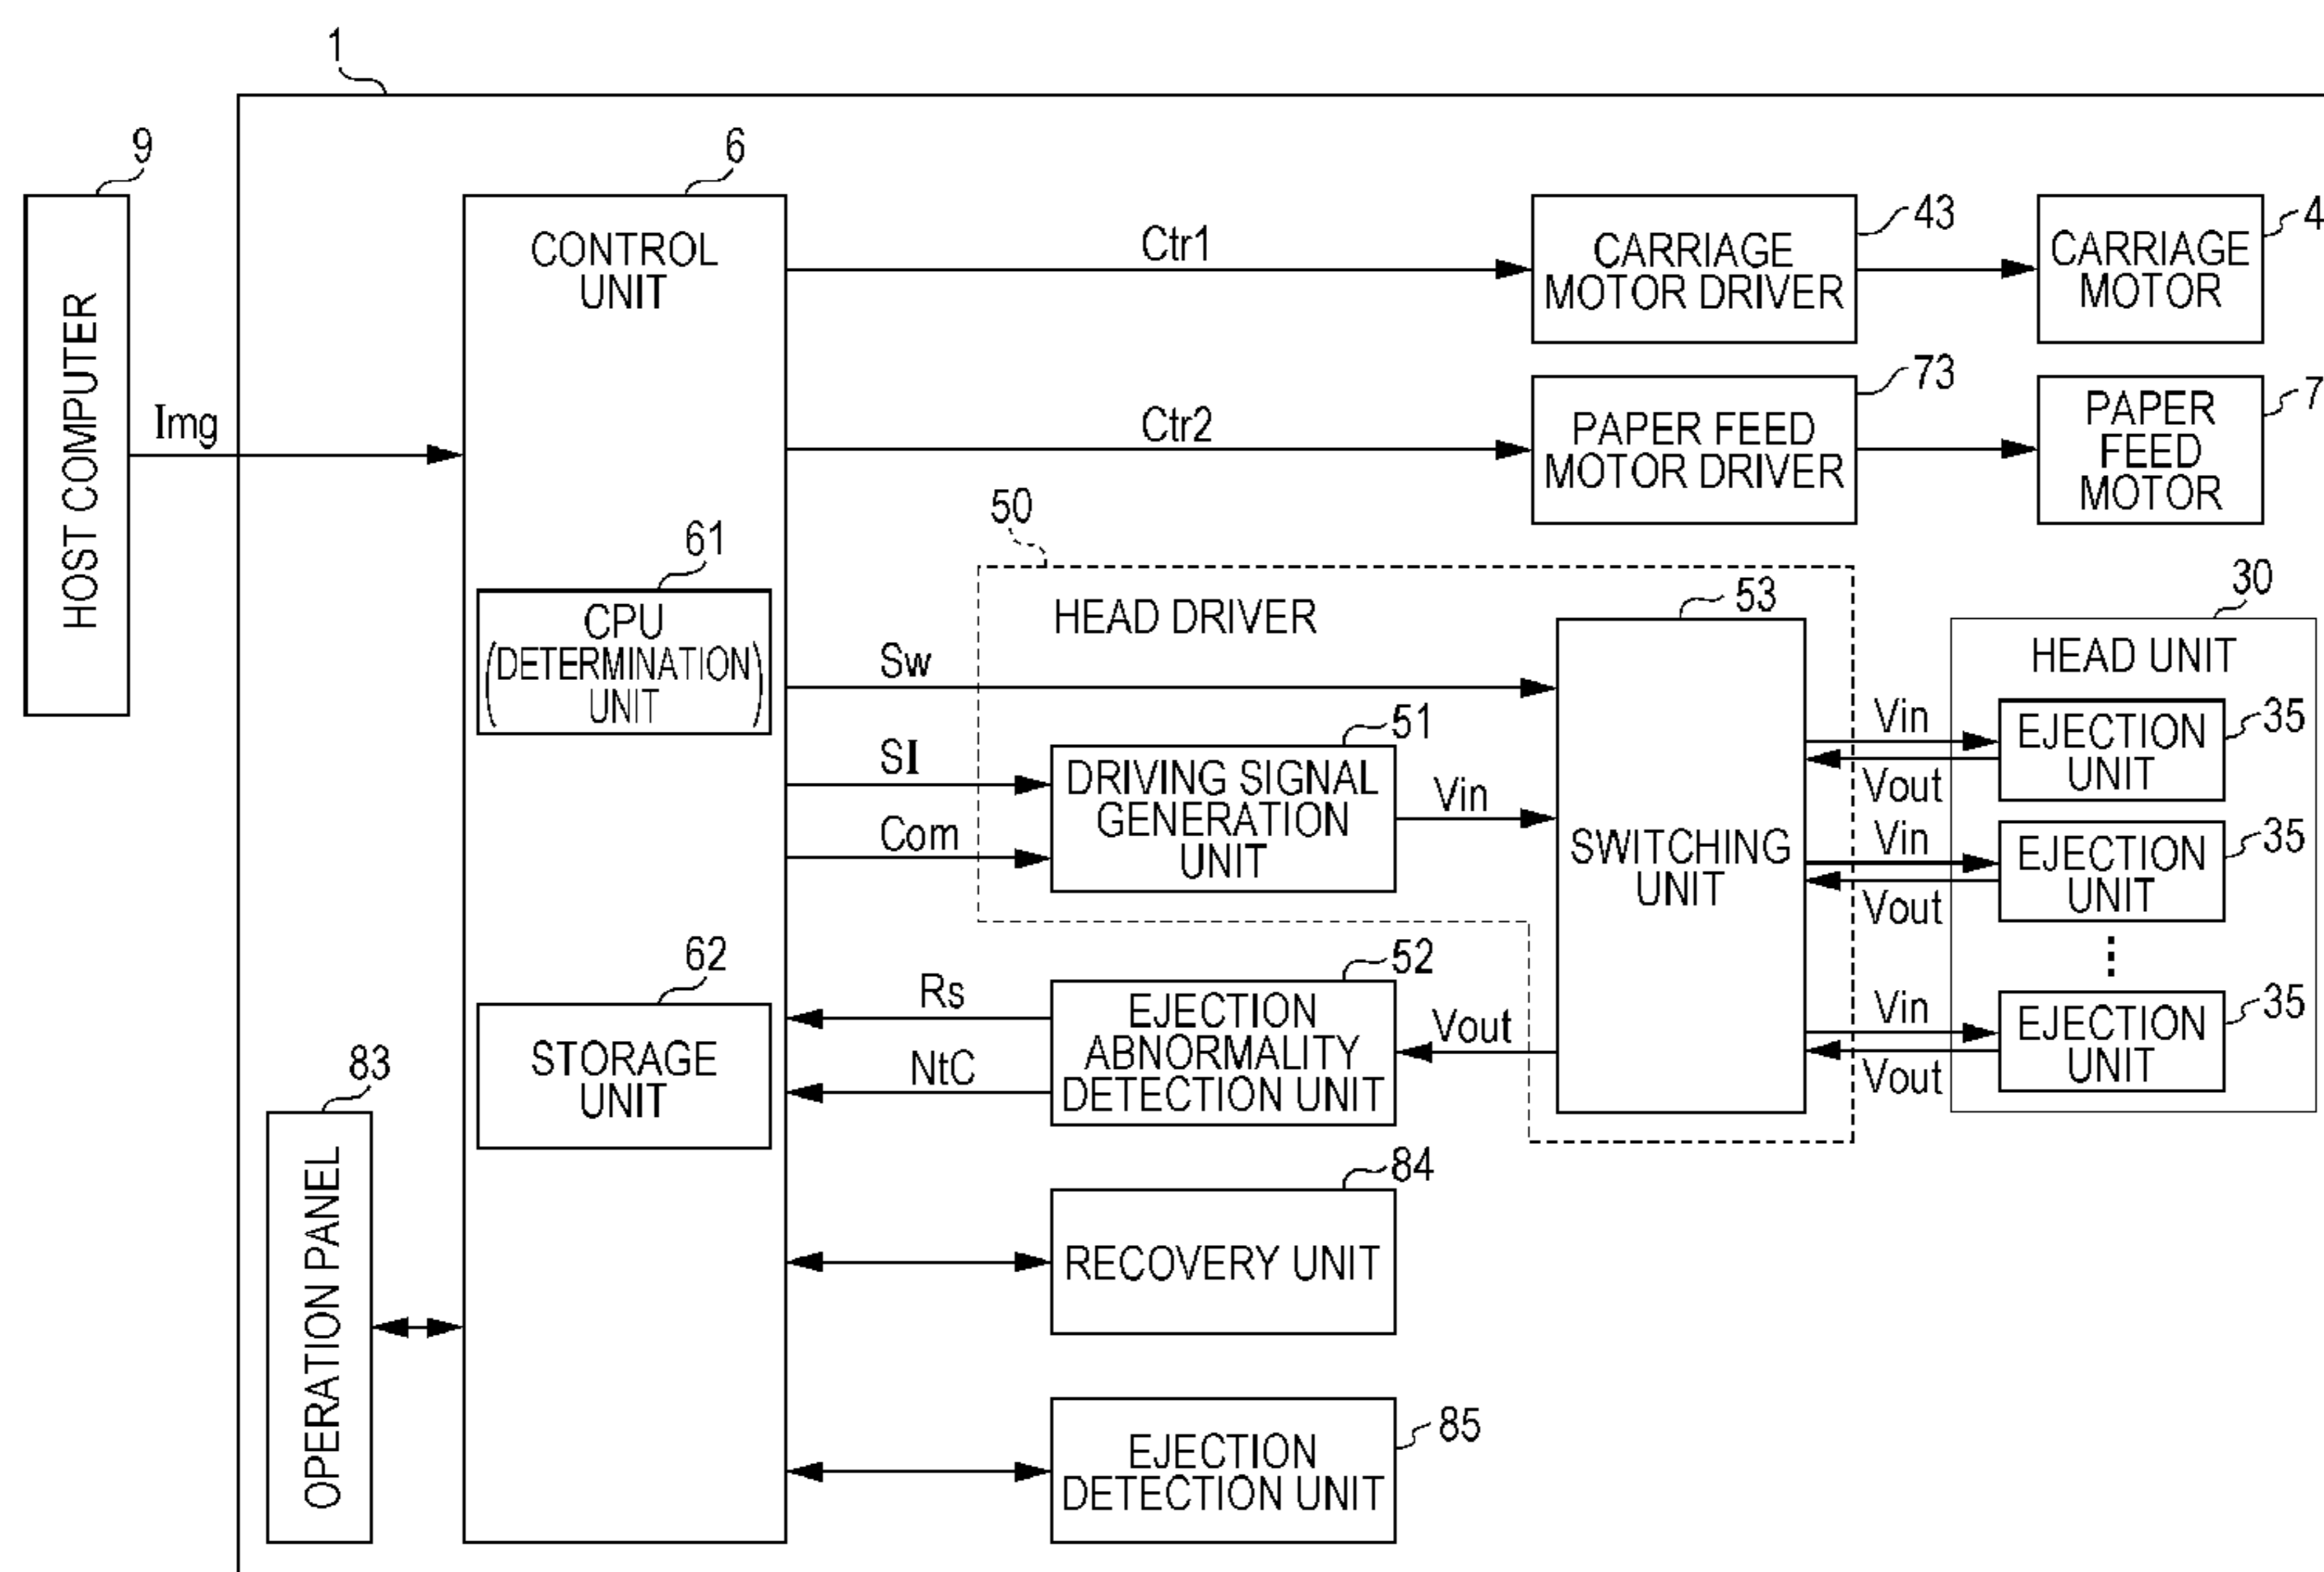 1
9
HOST COMPUTER
Img
6
CONTROL
UNIT
61
CPU
(DETERMINATION
UNIT)
62
STORAGE
UNIT
83
OPERATION PANEL
Ctr1
43
CARRIAGE
MOTOR DRIVER
4
CARRIAGE
MOTOR
Ctr2
73
PAPER FEED
MOTOR DRIVER
7
PAPER
FEED
MOTOR
50
HEAD DRIVER
Sw
SI
Com
51
DRIVING SIGNAL
GENERATION
UNIT
Vin
53
SWITCHING
UNIT
30
HEAD UNIT
Vin
Vout
EJECTION
UNIT
35
Vin
Vout
EJECTION
UNIT
35
Vin
Vout
EJECTION
UNIT
35
Rs
NtC
52
EJECTION
ABNORMALITY
DETECTION UNIT
Vout
84
RECOVERY UNIT
85
EJECTION
DETECTION UNIT